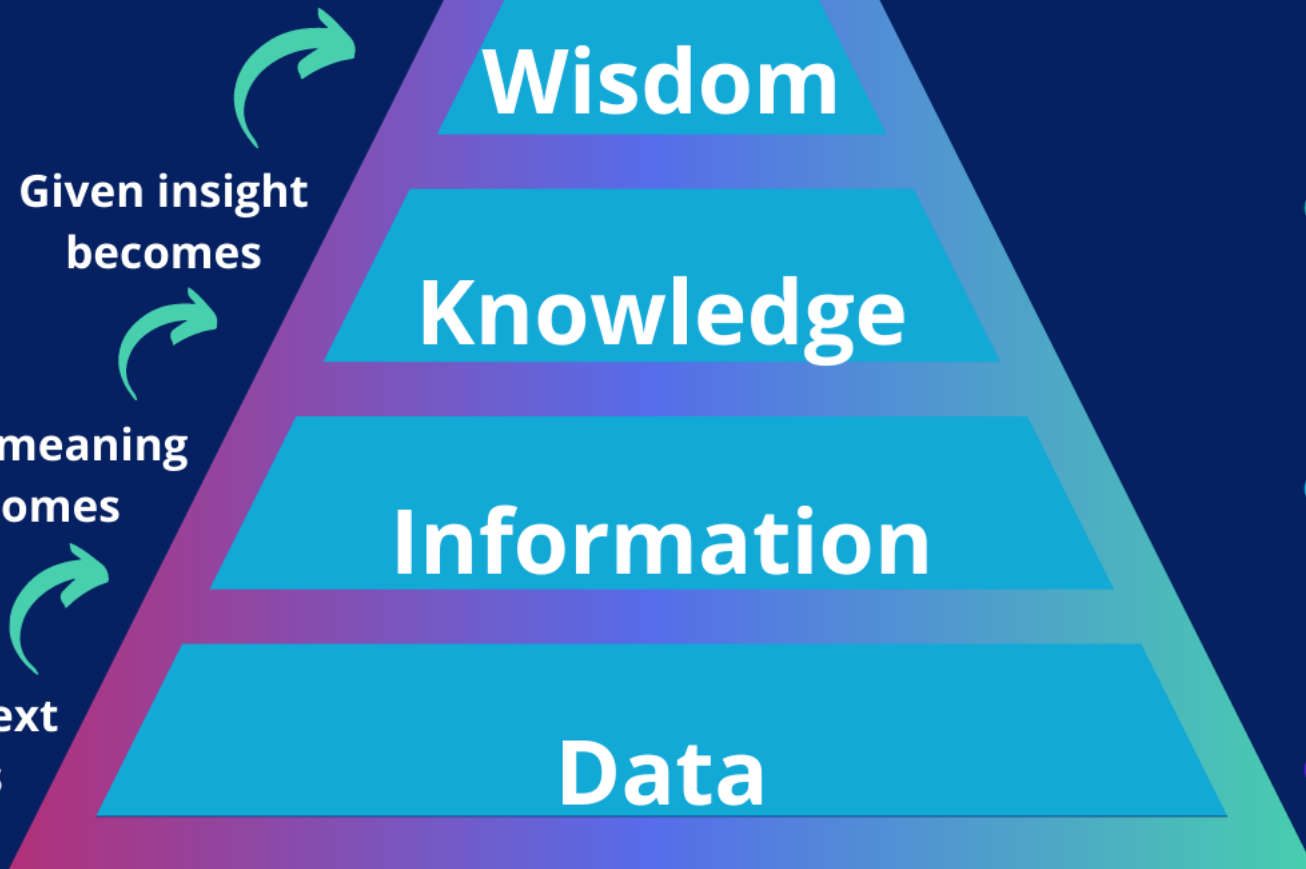 Wisdom
Given insight
becomes
Knowledge
meaning
omes
Information
ext
s
Data